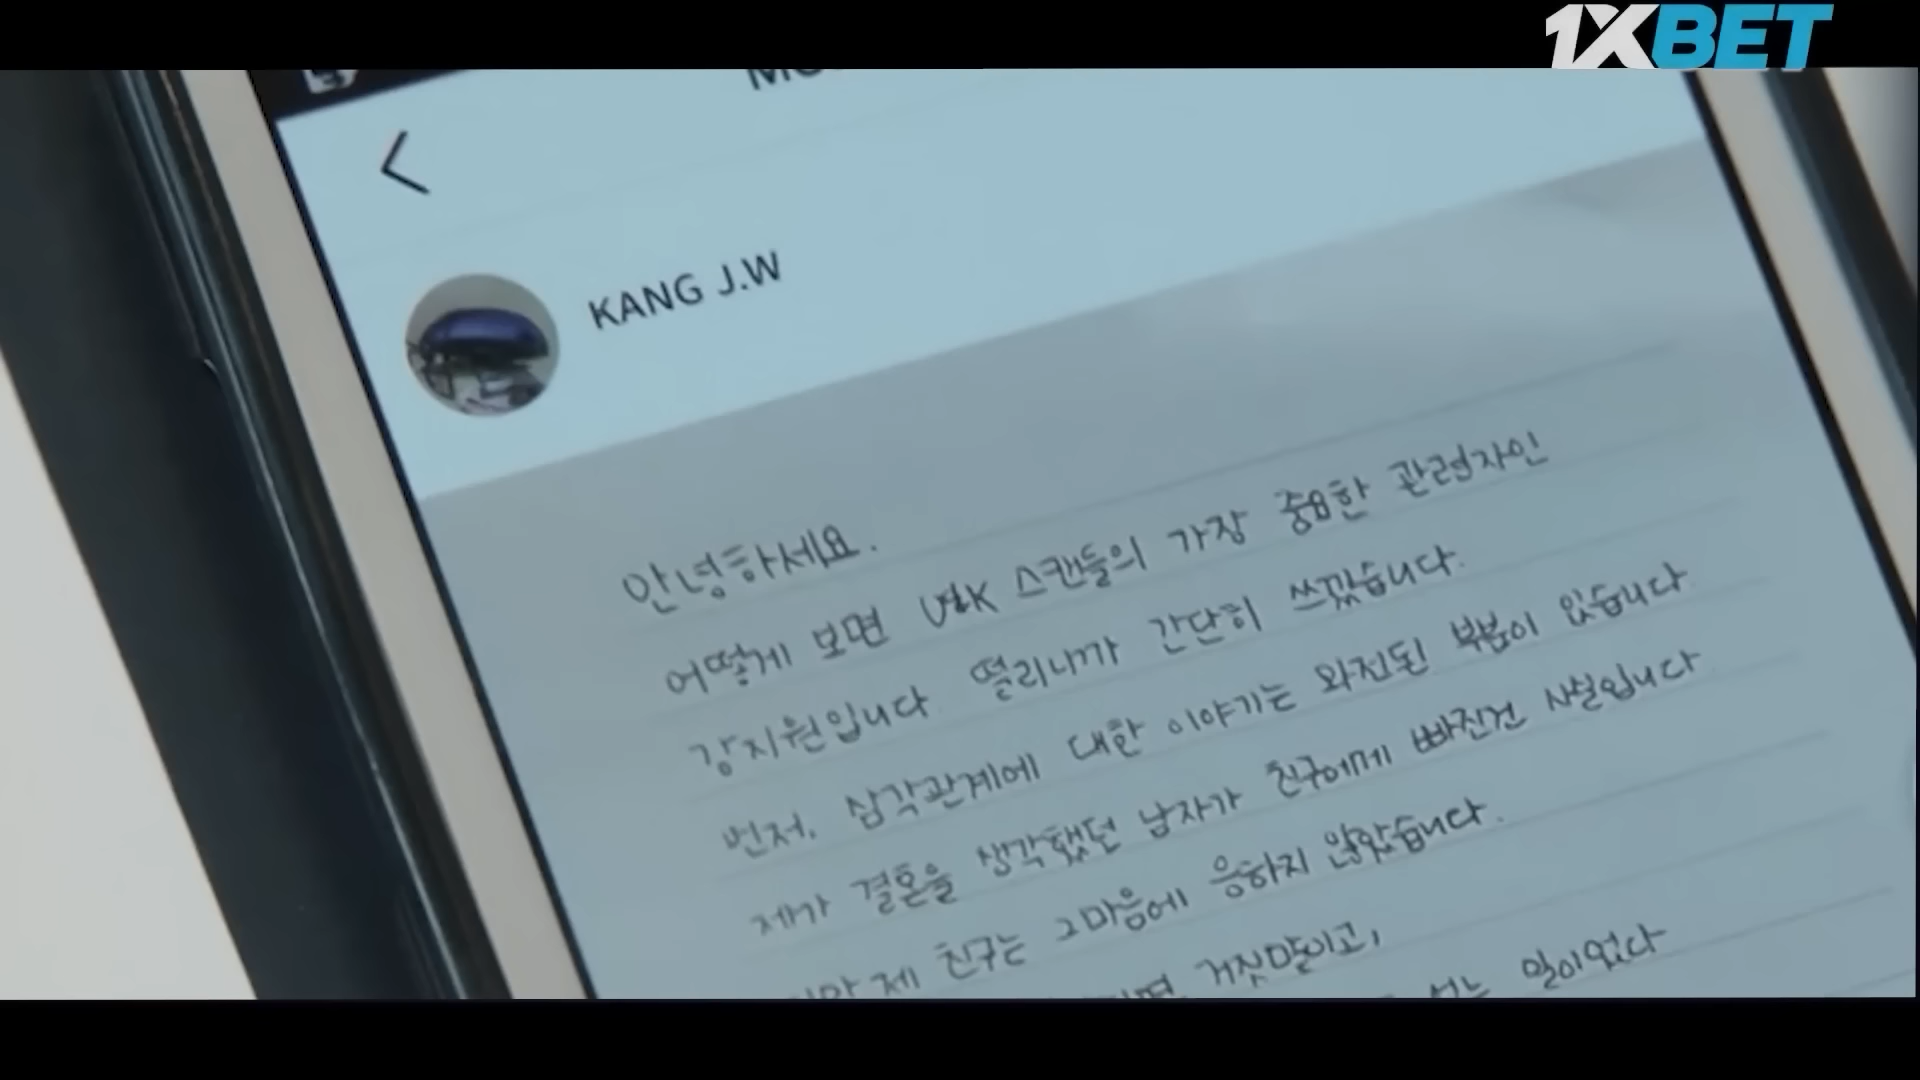 1XBET
KANG J.W
안녕하세요.
어떻게 보면 스캔들의 가장 중요한 관련자인
강지원입니다 떨리니까 간단히 쓰겠습니다.
먼저, 삼각관계에 대한 이야기는 와전된 부분이 있습니다
제가 결혼을 생각했던 남자가 친구에게 빠진건 사실입니다
제 친구는 그마음에 응하지 않았습니다.
거짓말이고,
말이었다